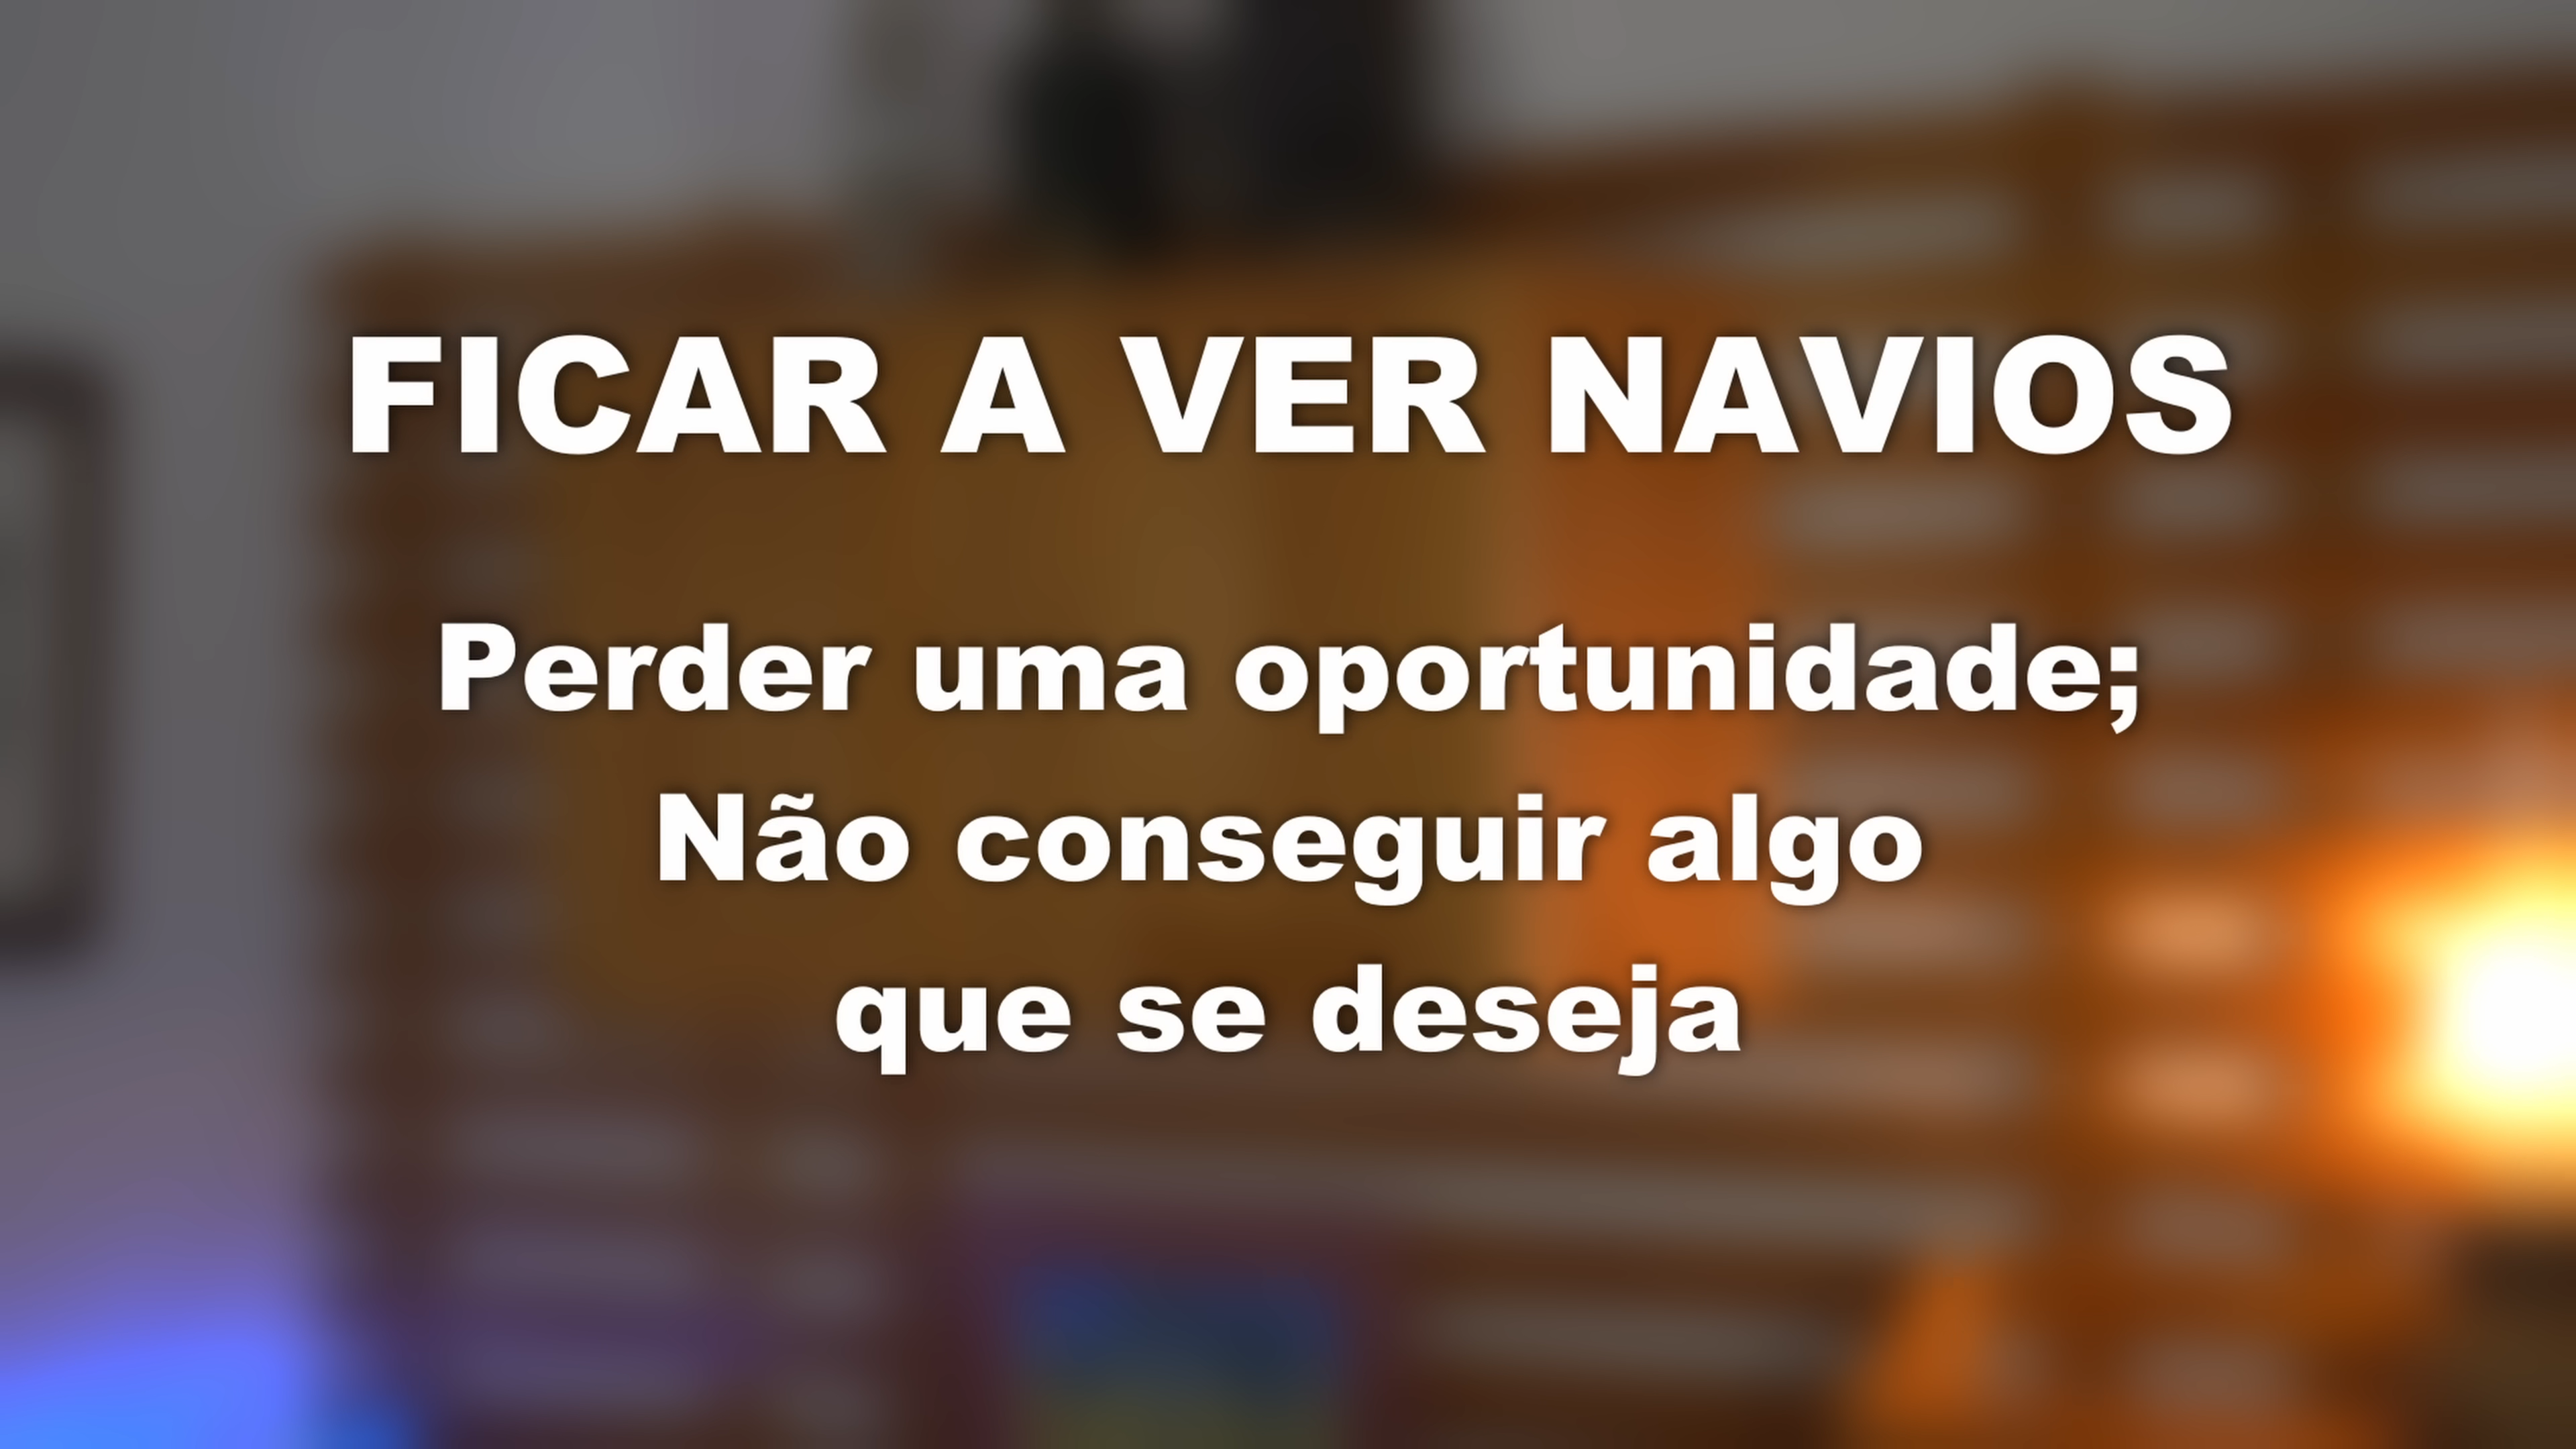 FICAR A VER NAVIOS
Perder uma oportunidade;
Não conseguir algo
que se deseja